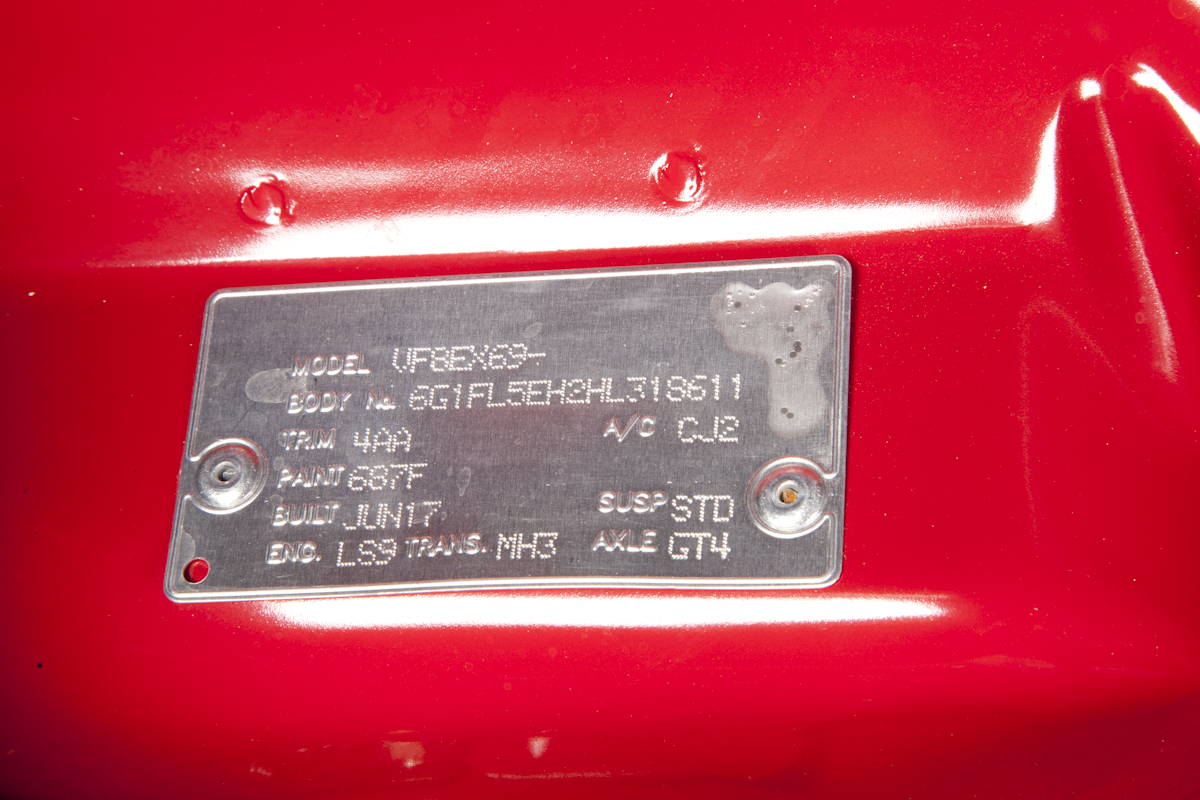 MODEL VF8EX69-
BODY No. 6G1FL5EH2HL318611
TRIM 4AA A/C CJ2
PAINT 687F
BUILT JUN17 SUSP STD
ENG. LS9 TRANS. MH3 AXLE GT4